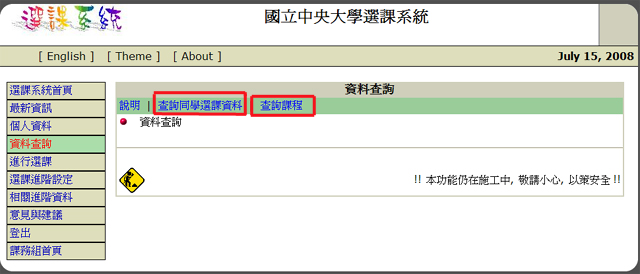 選課系統
國立中央大學選課系統
[ English ] [ Theme ] [ About ]
July 15, 2008
選課系統首頁
最新資訊
個人資料
資料查詢
進行選課
選課進階設定
相關進階資料
意見與建議
登出
課務組首頁
資料查詢
說明 | 查詢同學選課資料 查詢課程
資料查詢
!! 本功能仍在施工中, 敬請小心, 以策安全 !!